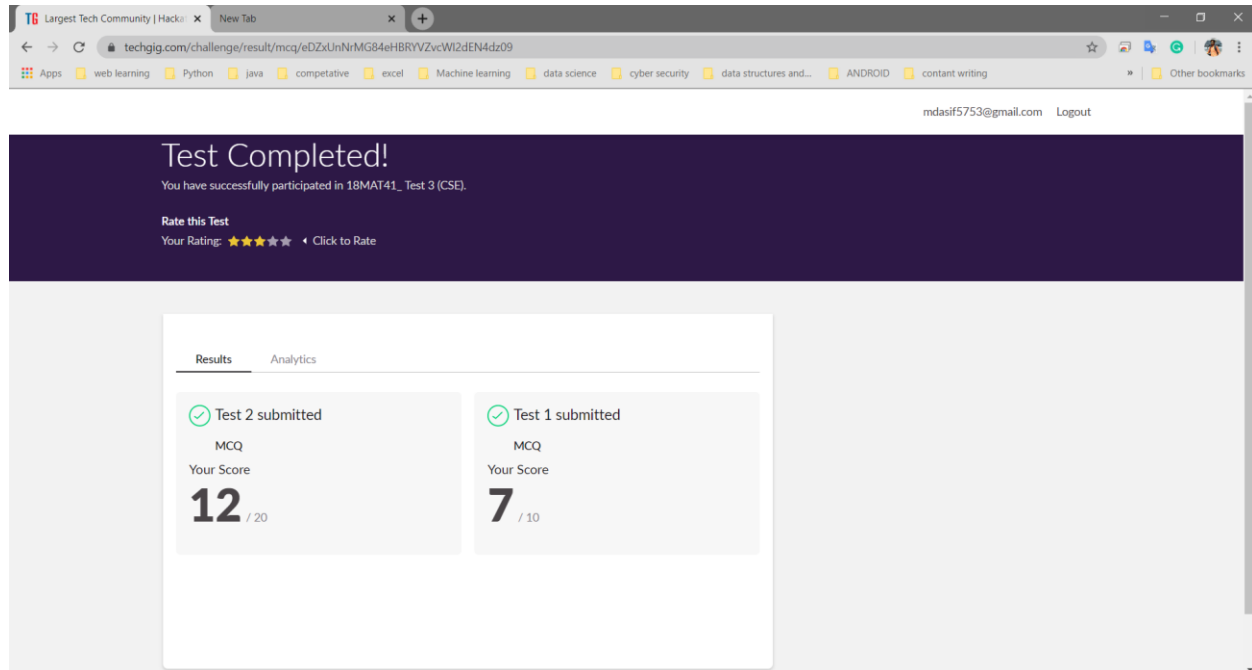 TG Largest Tech Community | Hacka
New Tab
techgig.com/challenge/result/mcq/eDZxUnNrMG84eHBRYVZvcWl2dEN4dz09
Apps web learning Python java competative excel Machine learning data science cyber security data structures and... ANDROID contant writing » Other bookmarks
mdasif5753@gmail.com Logout
Test Completed!
You have successfully participated in 18MAT41_ Test 3 (CSE).
Rate this Test
Your Rating: Click to Rate
Results Analytics
Test 2 submitted
MCQ
Your Score
12 / 20
Test 1 submitted
MCQ
Your Score
7 / 10